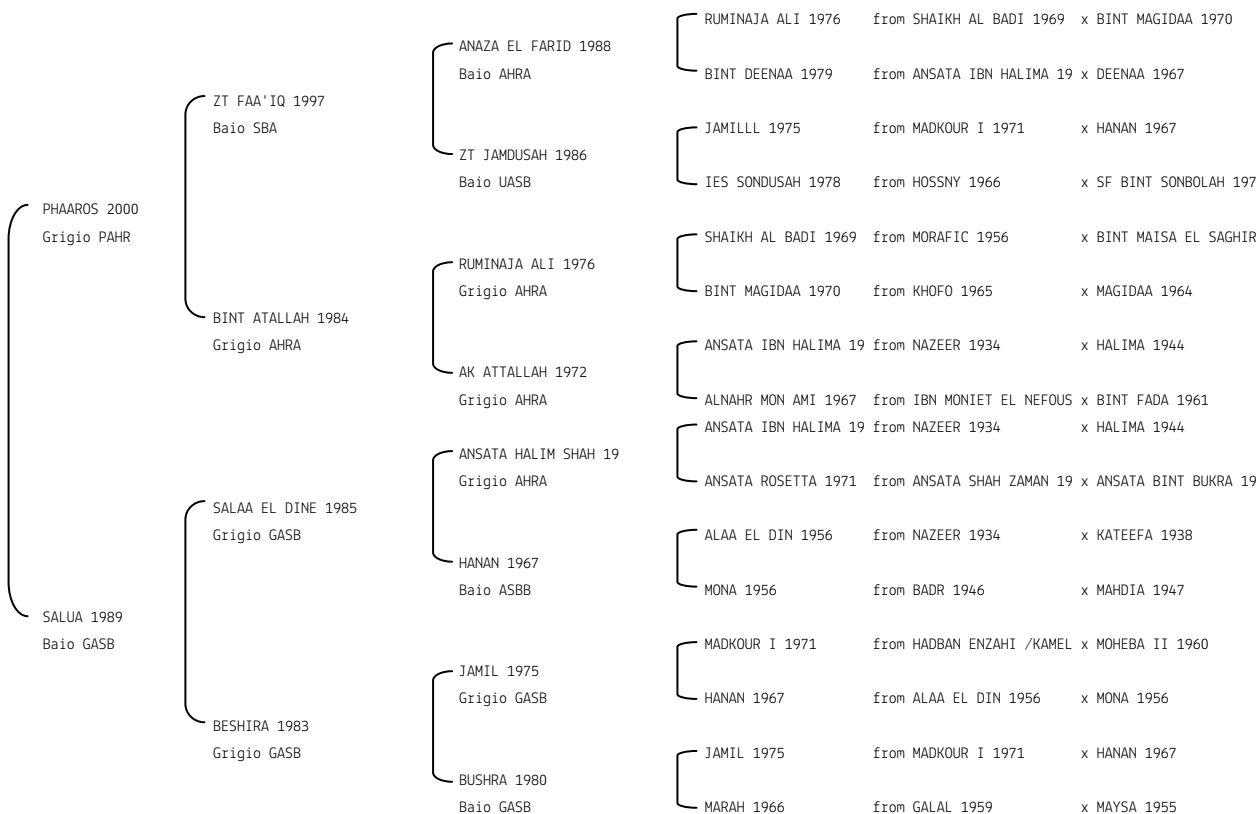 RUMINAJA ALI 1976 from SHAIKH AL BADI 1969 x BINT MAGIDAA 1970
ANAZA EL FARID 1988
Baio AHRA
BINT DEENAA 1979 from ANSATA IBN HALIMA 19 x DEENAA 1967
ZT FAA'IQ 1997
Baio SBA
JAMILLL 1975 from MADKOUR I 1971 x HANAN 1967
ZT JAMDUSAH 1986
Baio UASB
IES SONDUSAH 1978 from HOSSNY 1966 x SF BINT SONBOLAH 197
PHAAROS 2000
Grigio PAHR
SHAIKH AL BADI 1969 from MORAFIC 1956 x BINT MAISA EL SAGHIR
RUMINAJA ALI 1976
Grigio AHRA
BINT MAGIDAA 1970 from KHOFO 1965 x MAGIDAA 1964
BINT ATALLAH 1984
Grigio AHRA
ANSATA IBN HALIMA 19 from NAZEER 1934 x HALIMA 1944
AK ATTALLAH 1972
Grigio AHRA
ALNAHR MON AMI 1967 from IBN MONIET EL NEFOUS x BINT FADA 1961
ANSATA IBN HALIMA 19 from NAZEER 1934 x HALIMA 1944
ANSATA HALIM SHAH 19
Grigio AHRA
ANSATA ROSETTA 1971 from ANSATA SHAH ZAMAN 19 x ANSATA BINT BUKRA 19
SALAA EL DINE 1985
Grigio GASB
ALAA EL DIN 1956 from NAZEER 1934 x KATEEFA 1938
HANAN 1967
Baio ASBB
MONA 1956 from BADR 1946 x MAHDIA 1947
SALUA 1989
Baio GASB
MADKOUR I 1971 from HADBAN ENZAHI /KAMEL x MOHEBA II 1960
JAMIL 1975
Grigio GASB
HANAN 1967 from ALAA EL DIN 1956 x MONA 1956
BESHIRA 1983
Grigio GASB
JAMIL 1975 from MADKOUR I 1971 x HANAN 1967
BUSHRA 1980
Baio GASB
MARAH 1966 from GALAL 1959 x MAYSA 1955